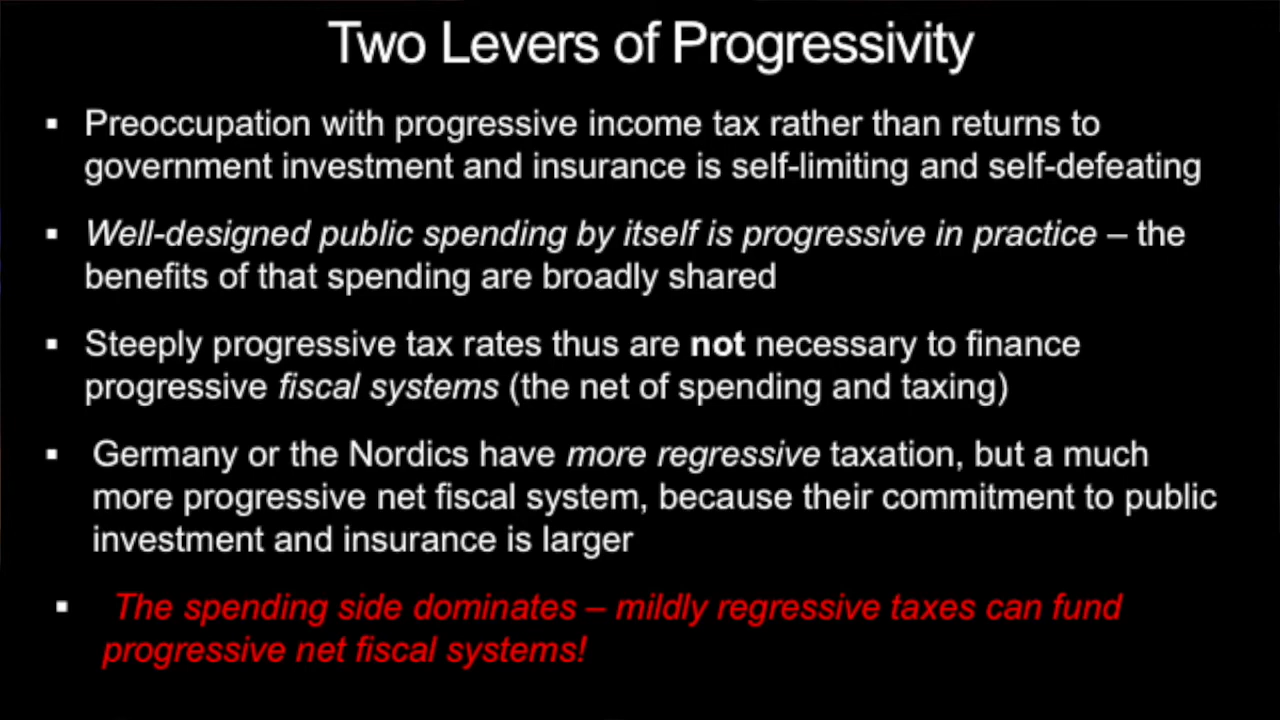 Two Levers of Progressivity
▪ Preoccupation with progressive income tax rather than returns to
government investment and insurance is self-limiting and self-defeating
▪ Well-designed public spending by itself is progressive in practice – the
benefits of that spending are broadly shared
▪ Steeply progressive tax rates thus are not necessary to finance
progressive fiscal systems (the net of spending and taxing)
▪ Germany or the Nordics have more regressive taxation, but a much
more progressive net fiscal system, because their commitment to public
investment and insurance is larger
▪ The spending side dominates – mildly regressive taxes can fund
progressive net fiscal systems!